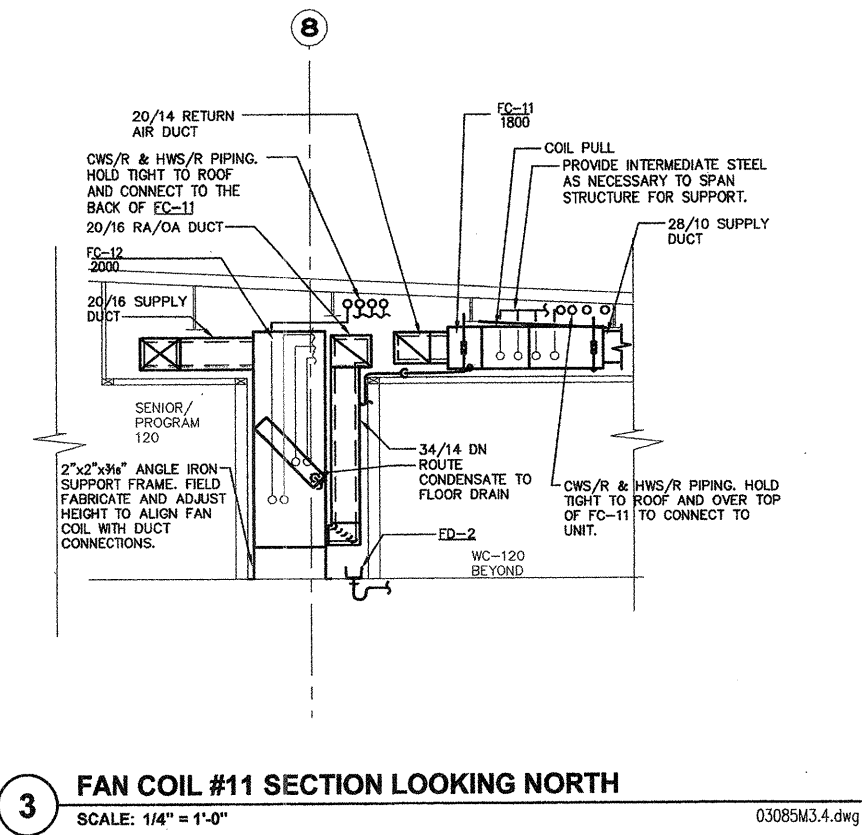 8
20/14 RETURN
AIR DUCT
FC-11
1800
COIL PULL
CWS/R & HWS/R PIPING.
HOLD TIGHT TO ROOF
AND CONNECT TO THE
BACK OF FC-11
PROVIDE INTERMEDIATE STEEL
AS NECESSARY TO SPAN
STRUCTURE FOR SUPPORT.
20/16 RA/OA DUCT
28/10 SUPPLY
DUCT
FC-12
2000
20/16 SUPPLY
DUCT
SENIOR/
PROGRAM
120
34/14 DN
ROUTE
CONDENSATE TO
FLOOR DRAIN
2"x2"x3/16" ANGLE IRON
SUPPORT FRAME. FIELD
FABRICATE AND ADJUST
HEIGHT TO ALIGN FAN
COIL WITH DUCT
CONNECTIONS.
CWS/R & HWS/R PIPING. HOLD
TIGHT TO ROOF AND OVER TOP
OF FC-11 TO CONNECT TO
UNIT.
FD-2
WC-120
BEYOND
3
FAN COIL #11 SECTION LOOKING NORTH
SCALE: 1/4" = 1'-0"
03085M3.4.dwg